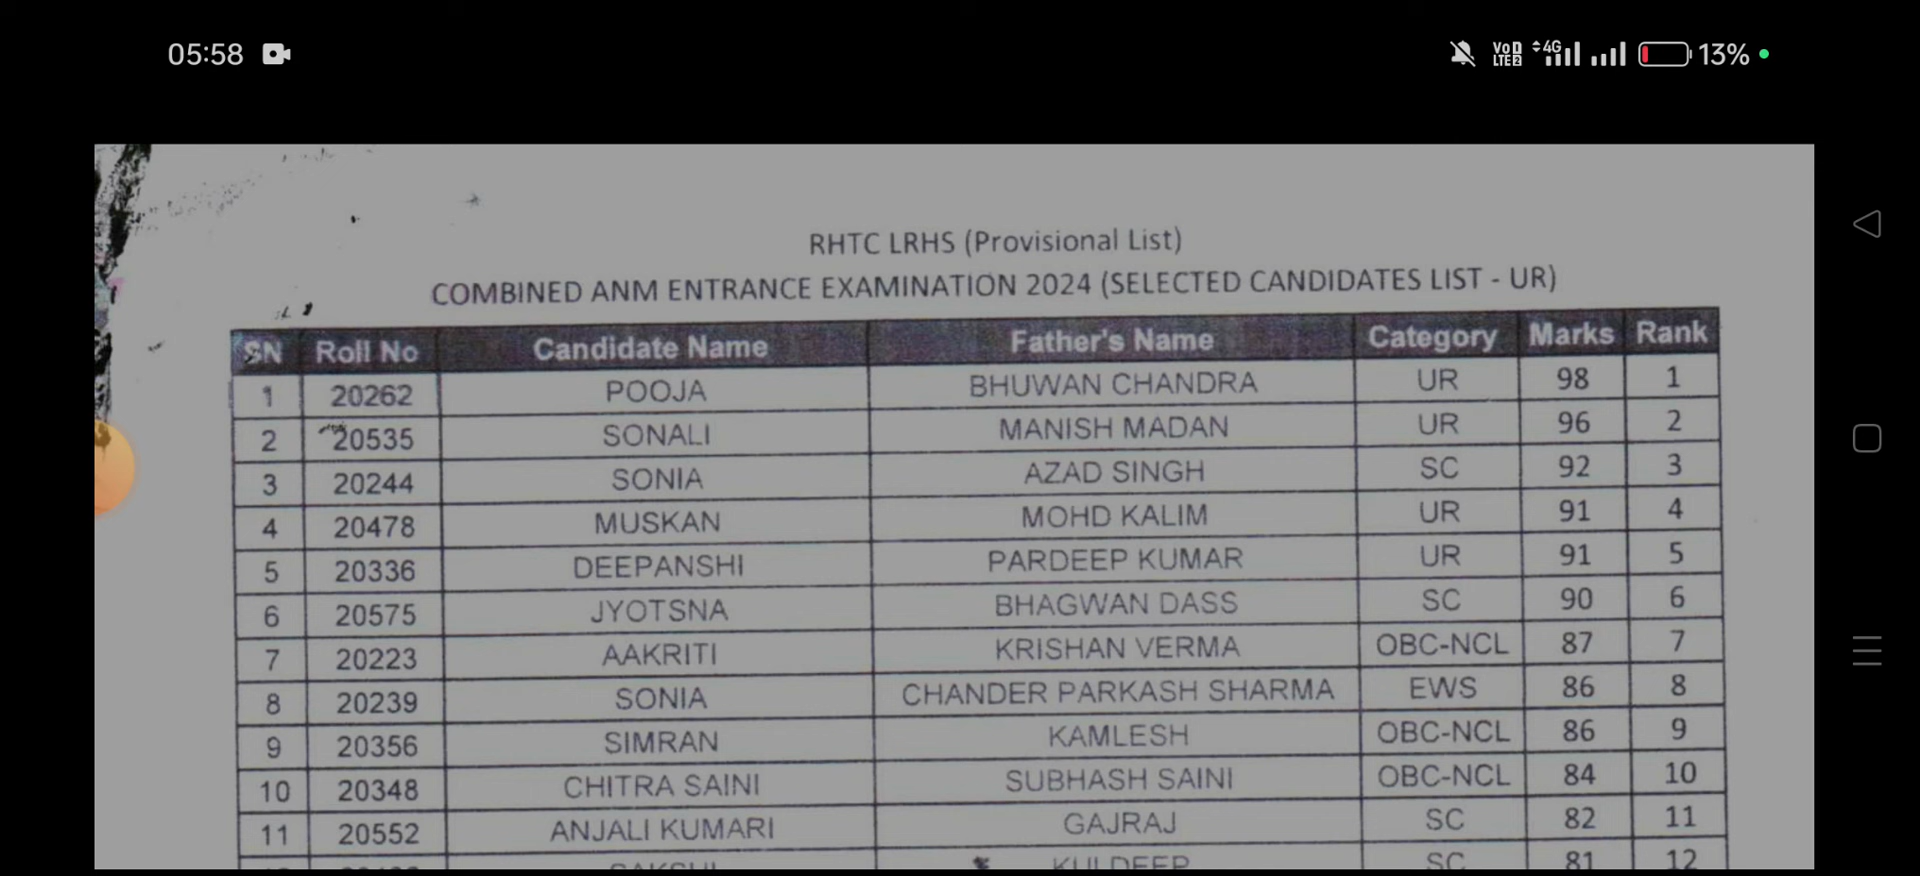 05:58 VoD LTE2 4G 13%
RHTC LRHS (Provisional List)
COMBINED ANM ENTRANCE EXAMINATION 2024 (SELECTED CANDIDATES LIST - UR)
SN Roll No Candidate Name Father's Name Category Marks Rank
1 20262 POOJA BHUWAN CHANDRA UR 98 1
2 20535 SONALI MANISH MADAN UR 96 2
3 20244 SONIA AZAD SINGH SC 92 3
4 20478 MUSKAN MOHD KALIM UR 91 4
5 20336 DEEPANSHI PARDEEP KUMAR UR 91 5
6 20575 JYOTSNA BHAGWAN DASS SC 90 6
7 20223 AAKRITI KRISHAN VERMA OBC-NCL 87 7
8 20239 SONIA CHANDER PARKASH SHARMA EWS 86 8
9 20356 SIMRAN KAMLESH OBC-NCL 86 9
10 20348 CHITRA SAINI SUBHASH SAINI OBC-NCL 84 10
11 20552 ANJALI KUMARI GAJRAJ SC 82 11
KULDEEP SC 81 12